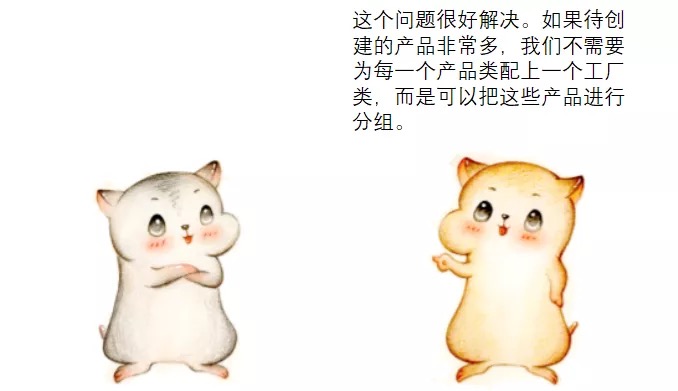 这个问题很好解决。如果待创
建的产品非常多，我们不需要
为每一个产品类配上一个工厂
类，而是可以把这些产品进行
分组。